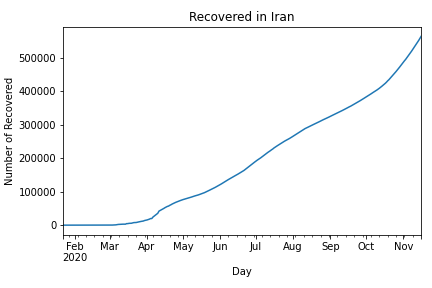 Recovered in Iran
Number of Recovered
500000
400000
300000
200000
100000
0
Feb Mar Apr May Jun Jul Aug Sep Oct Nov
2020
Day